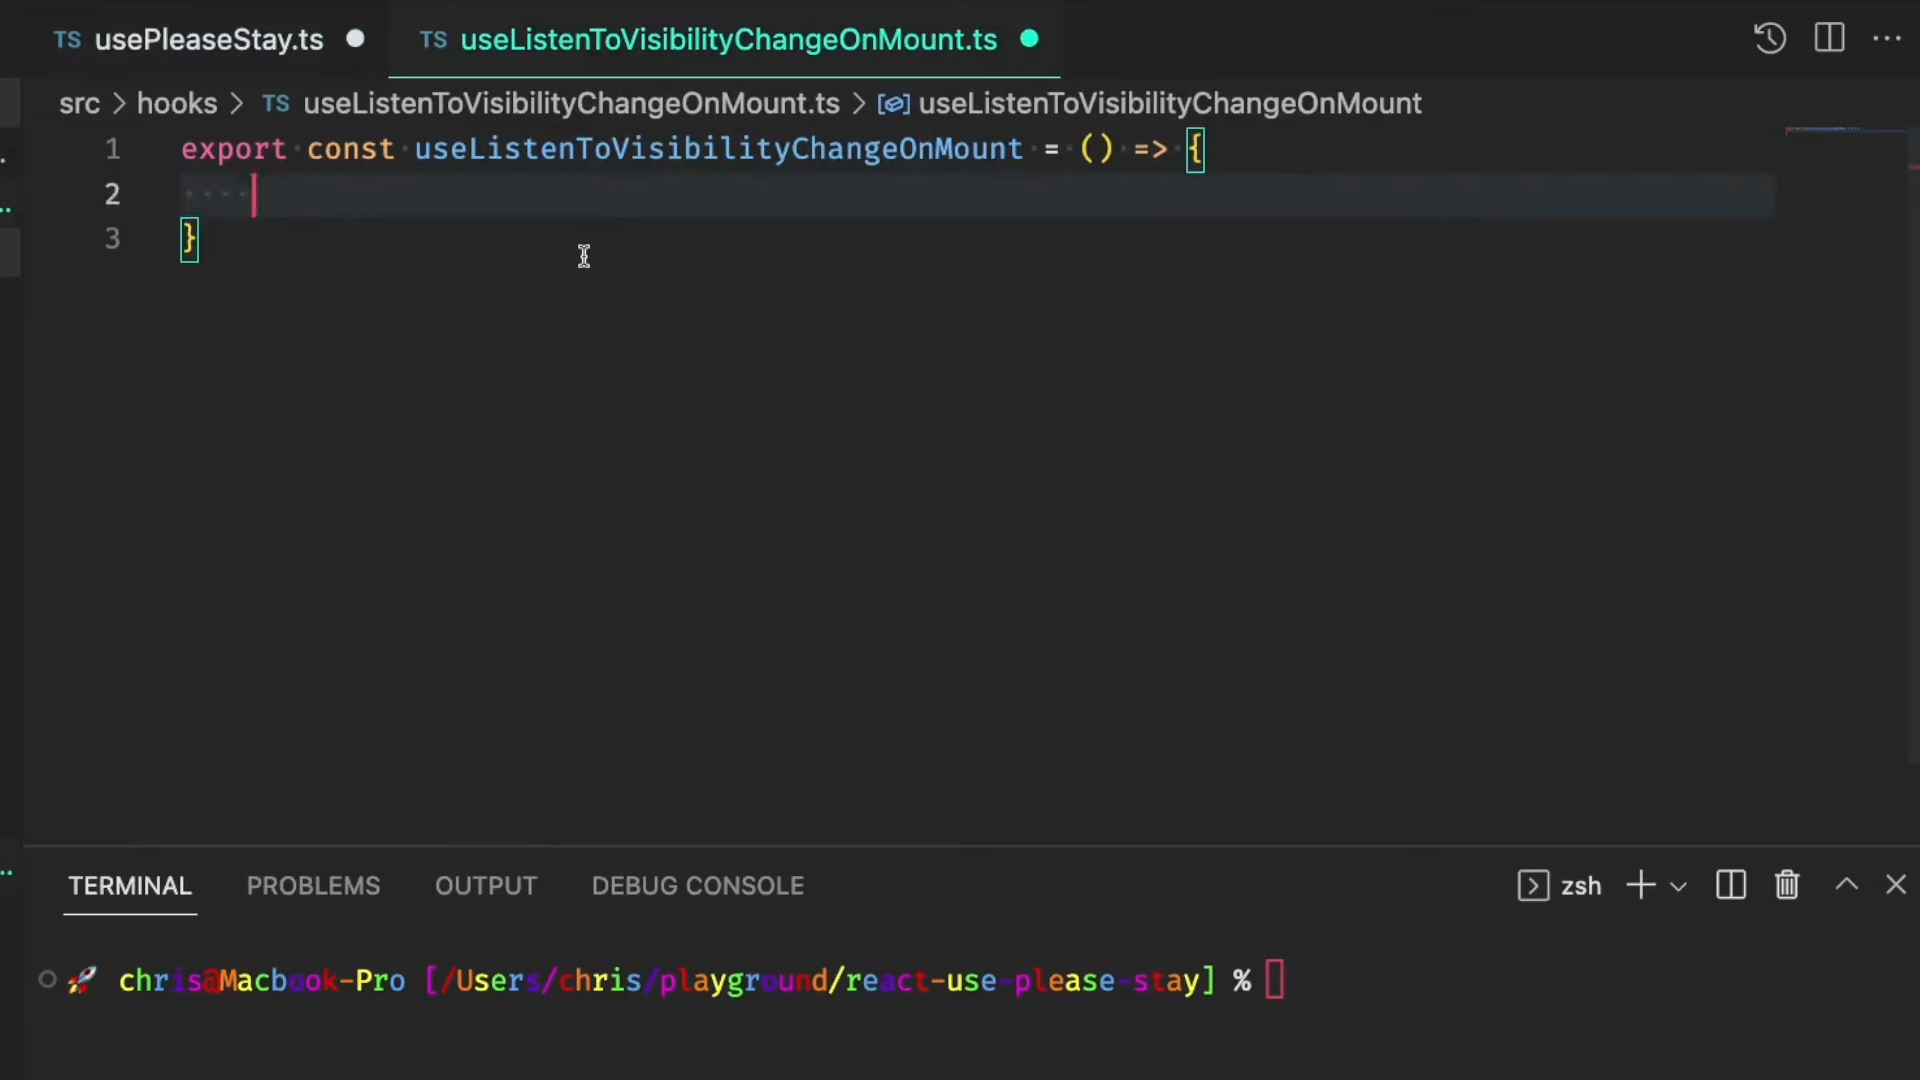 TS usePleaseStay.ts TS useListenToVisibilityChangeOnMount.ts
src > hooks > TS useListenToVisibilityChangeOnMount.ts > useListenToVisibilityChangeOnMount
1 export const useListenToVisibilityChangeOnMount = () => {
2
3 }
TERMINAL PROBLEMS OUTPUT DEBUG CONSOLE zsh
🚀 chris@Macbook-Pro [/Users/chris/playground/react-use-please-stay] %